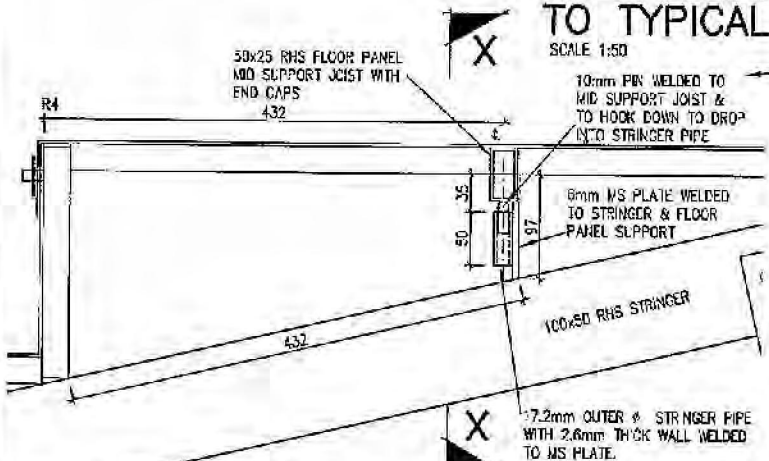 TO TYPICAL
SCALE 1:50
X
50x25 RHS FLOOR PANEL
MID SUPPORT JOIST WITH
END CAPS
10mm PIN WELDED TO
MID SUPPORT JOIST &
TO HOOK DOWN TO DROP
INTO STRINGER PIPE
R4
432
35
50
97
8mm MS PLATE WELDED
TO STRINGER & FLOOR
PANEL SUPPORT
100x50 RHS STRINGER
432
X
17.2mm OUTER ø STRINGER PIPE
WITH 2.6mm THICK WALL WELDED
TO MS PLATE.